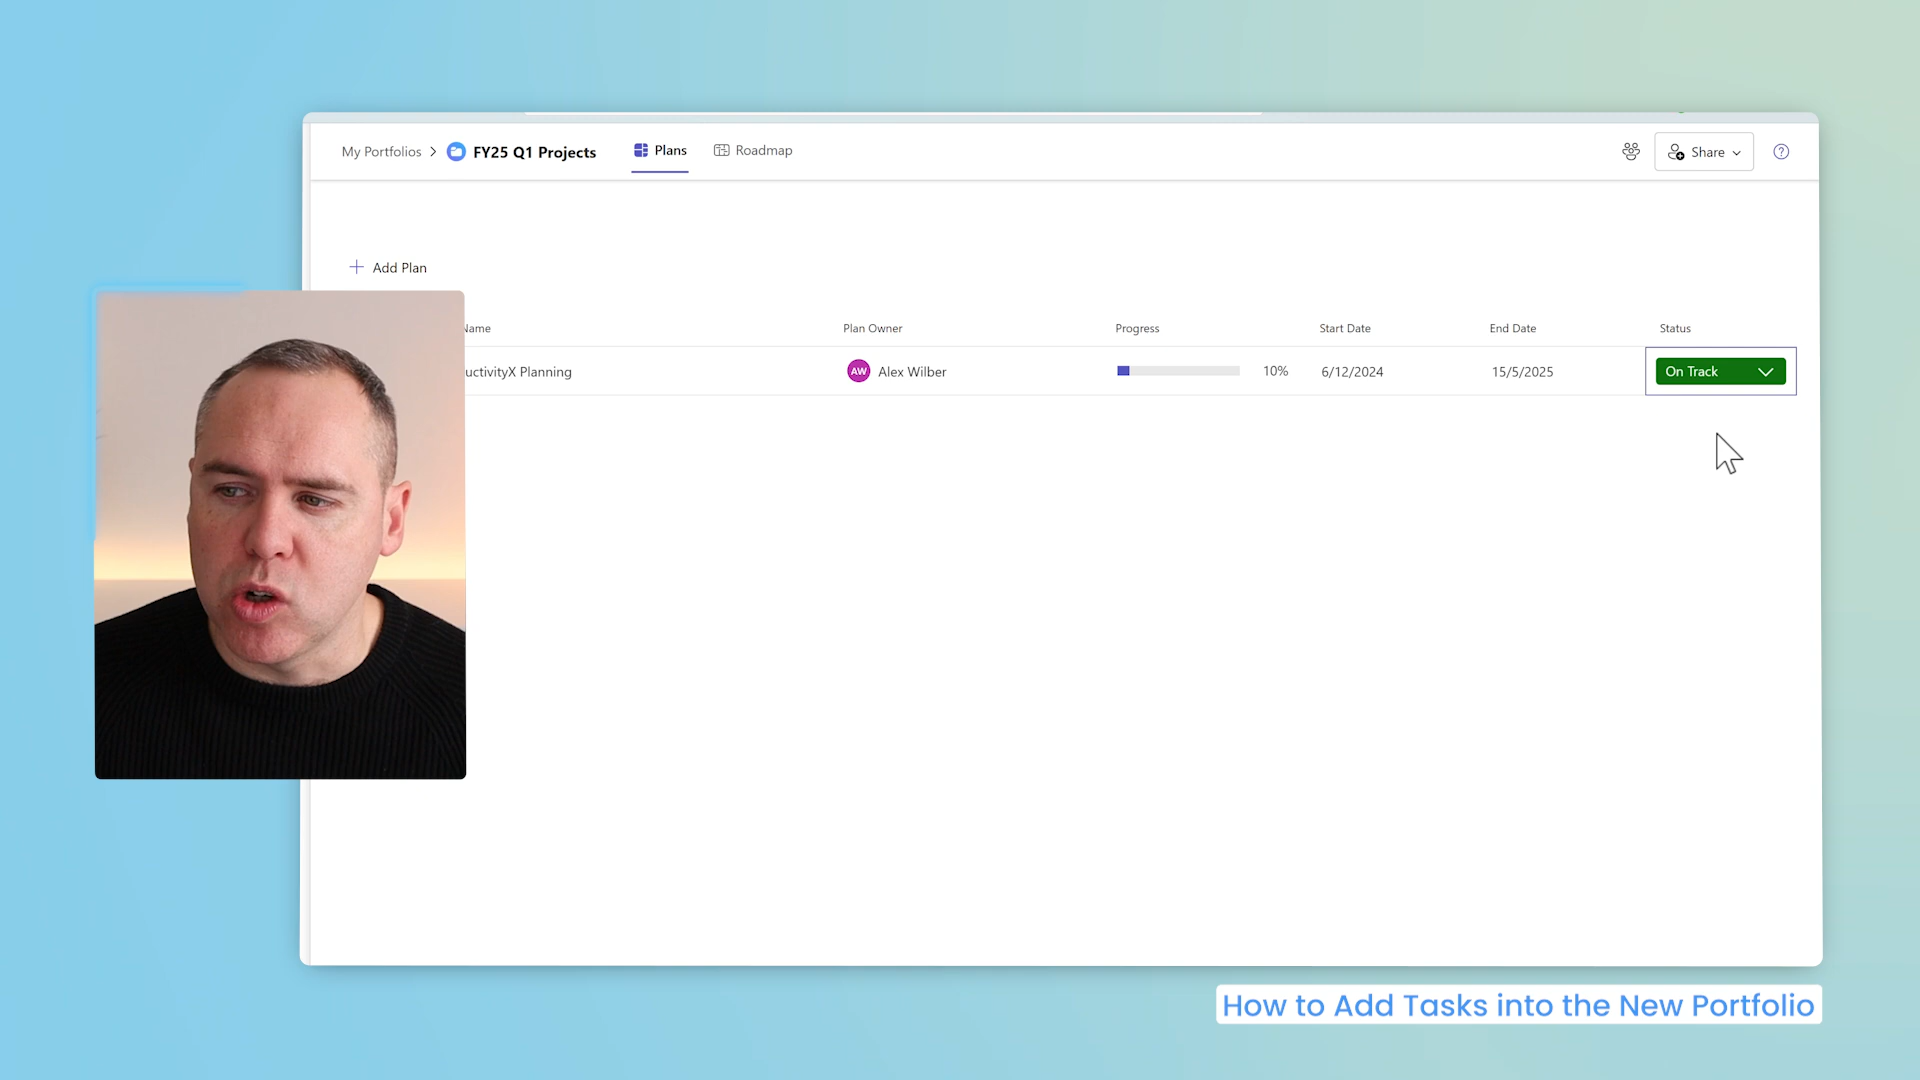 My Portfolios > FY25 Q1 Projects Plans Roadmap Share
Add Plan
Name Plan Owner Progress Start Date End Date Status
uctivityX Planning AW Alex Wilber 10% 6/12/2024 15/5/2025 On Track
How to Add Tasks into the New Portfolio